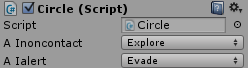 Circle (Script)
Script Circle
A Inoncontact Explore
A Ialert Evade